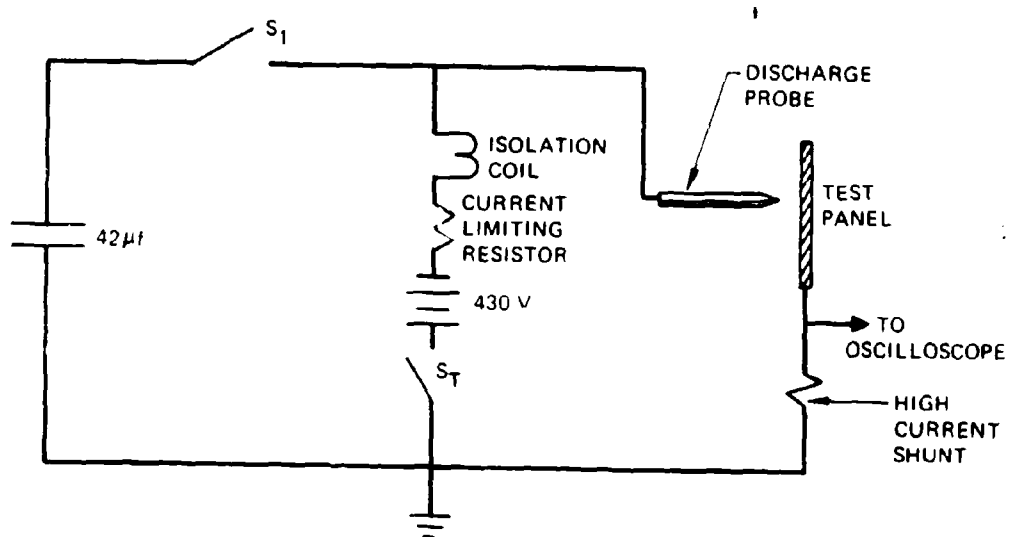 S1
DISCHARGE
PROBE
ISOLATION
COIL
CURRENT
LIMITING
RESISTOR
TEST
PANEL
42μf
430 V
TO
OSCILLOSCOPE
ST
HIGH
CURRENT
SHUNT